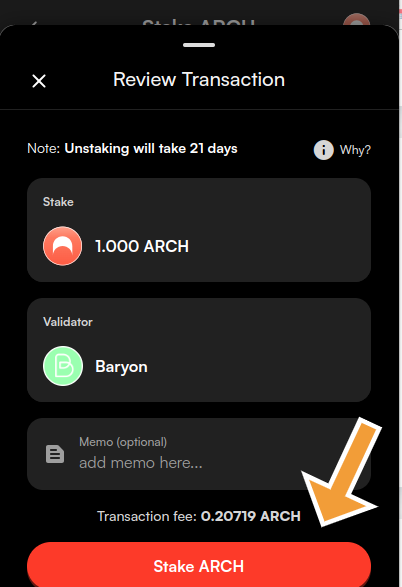 Stake ARCH
Review Transaction
Note: Unstaking will take 21 days
Why?
Stake
1.000 ARCH
Validator
Baryon
Memo (optional)
add memo here...
Transaction fee: 0.20719 ARCH
Stake ARCH